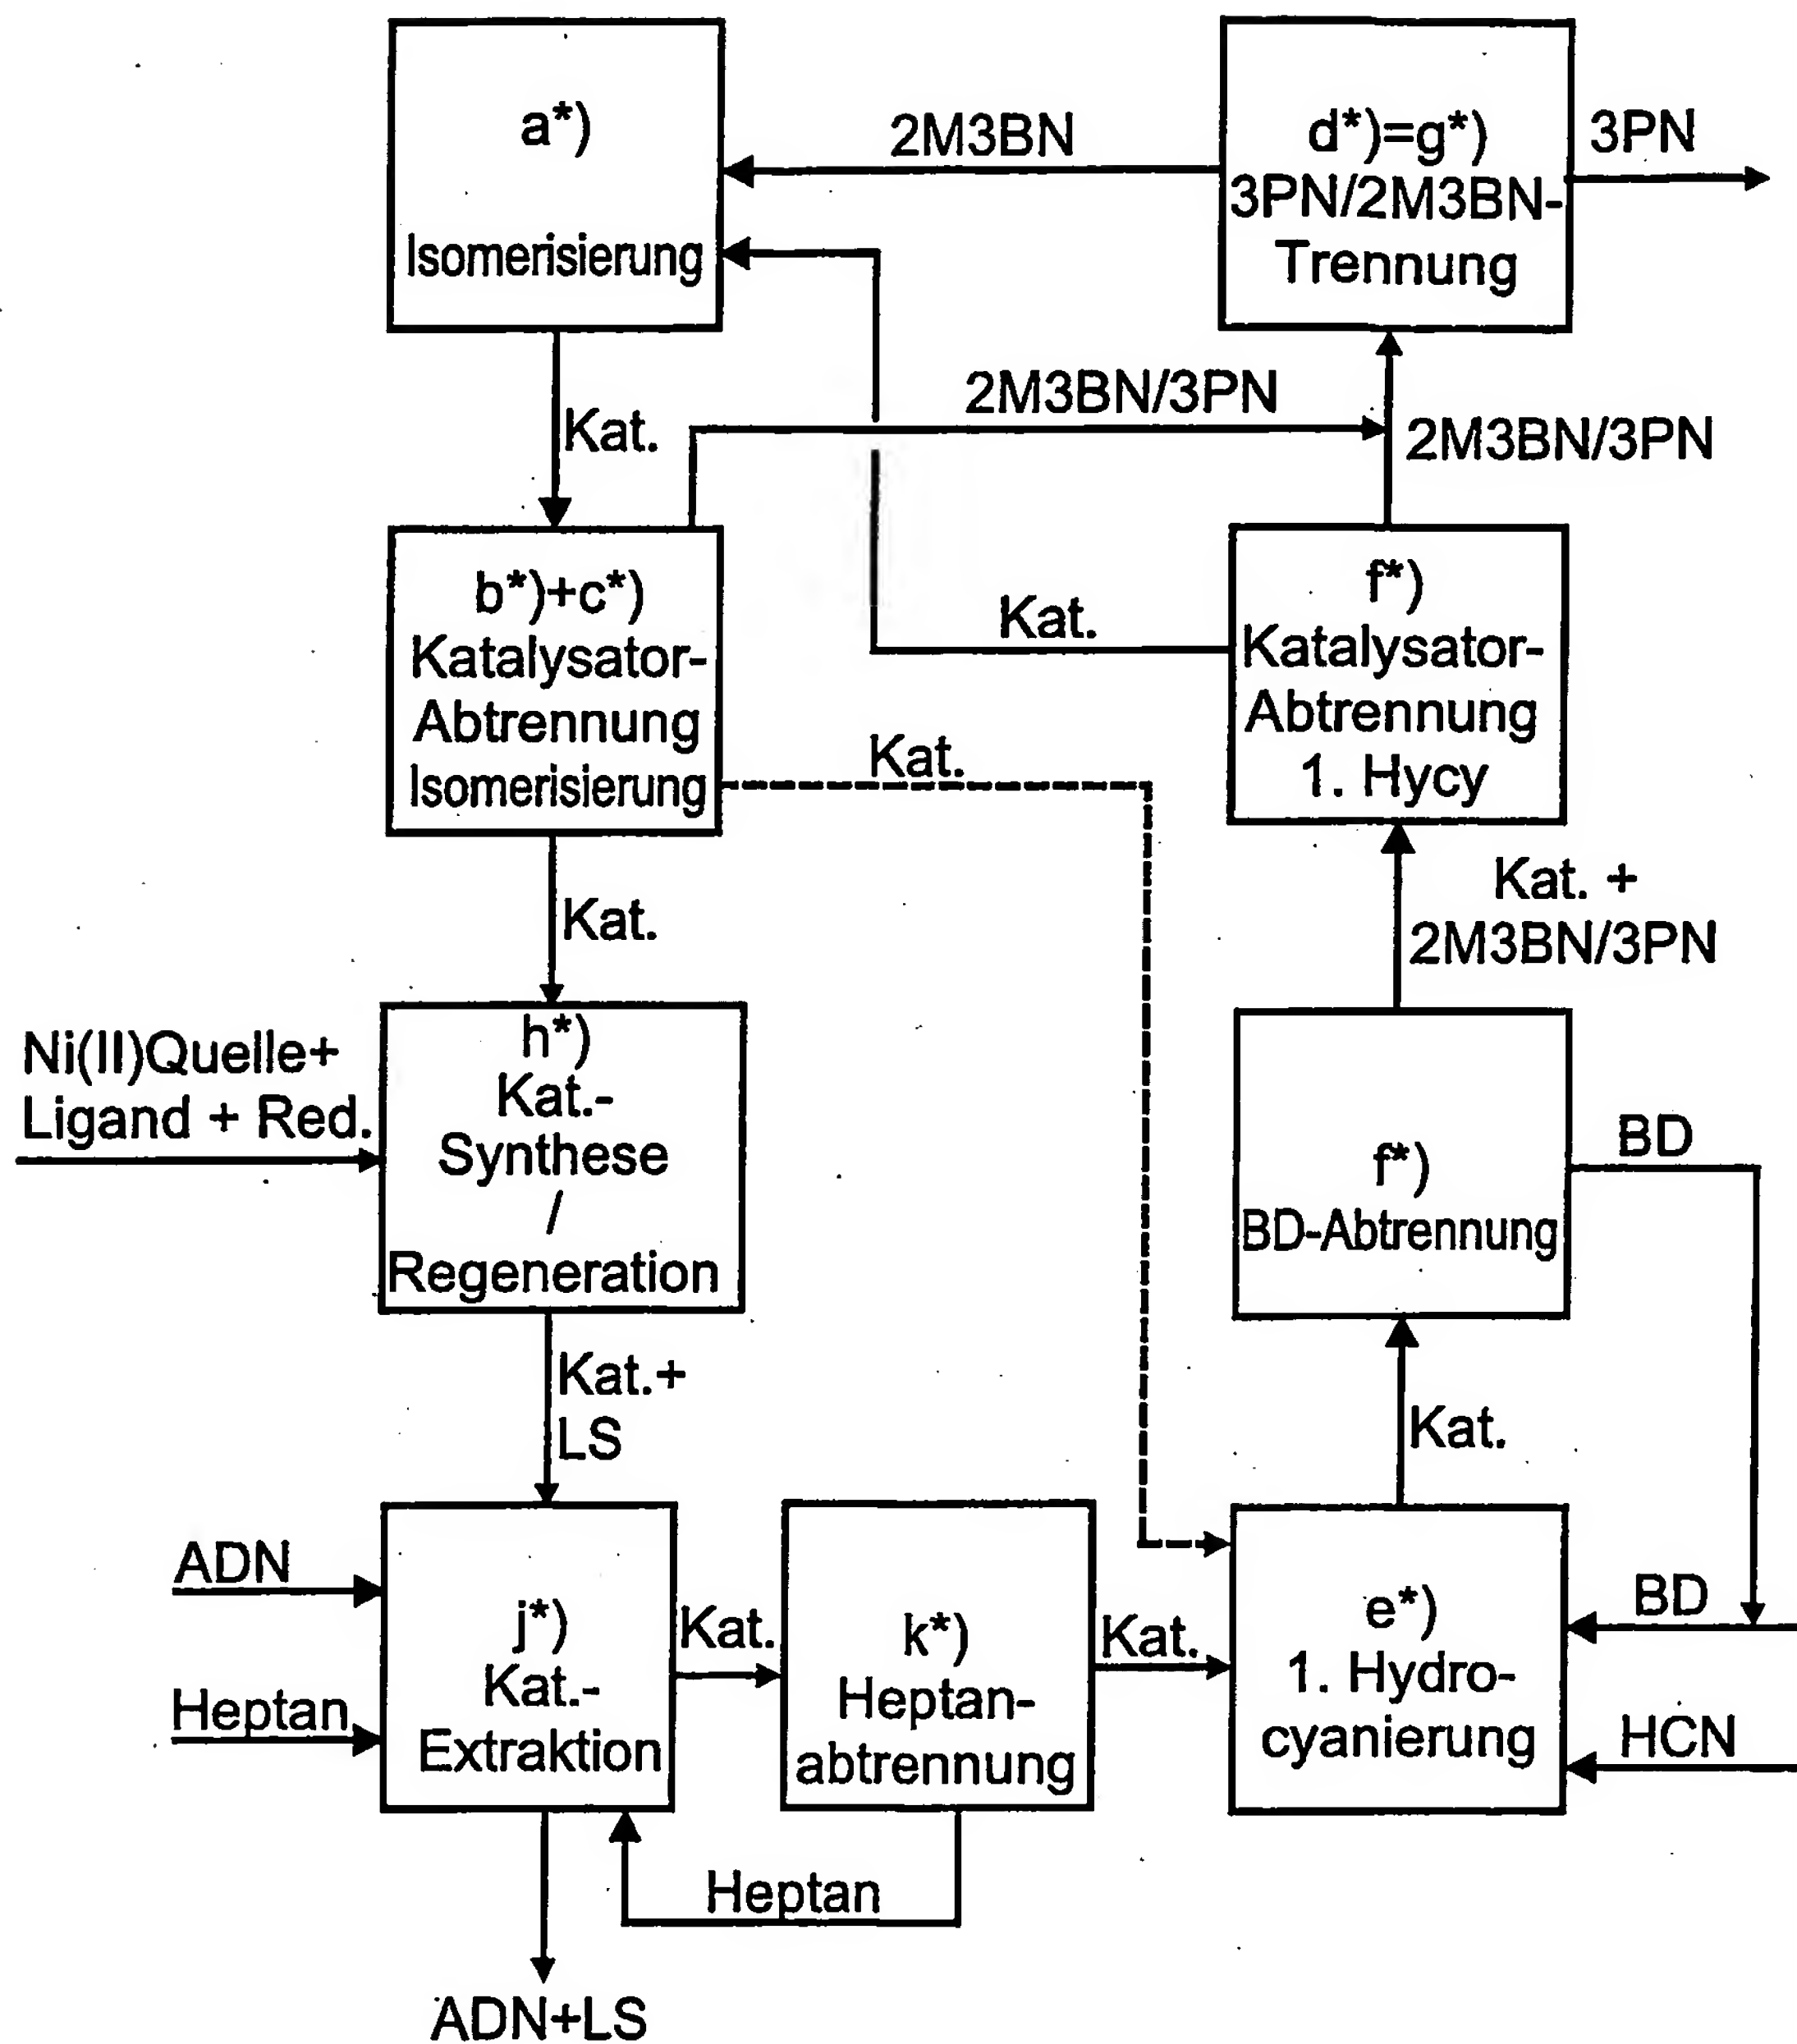 a*)
Isomerisierung
2M3BN
d*)=g*)
3PN/2M3BN-
Trennung
3PN
Kat.
2M3BN/3PN
2M3BN/3PN
b*)+c*)
Katalysator-
Abtrennung
Isomerisierung
Kat.
f*)
Katalysator-
Abtrennung
1. Hycy
Kat.
Kat.
Kat. +
2M3BN/3PN
Ni(II)Quelle+
Ligand + Red.
h*)
Kat.-
Synthese
/
Regeneration
f*)
BD-Abtrennung
BD
Kat.+
LS
Kat.
ADN
Heptan
j*)
Kat.-
Extraktion
Kat.
k*)
Heptan-
abtrennung
Kat.
e*)
1. Hydro-
cyanierung
BD
HCN
Heptan
ADN+LS